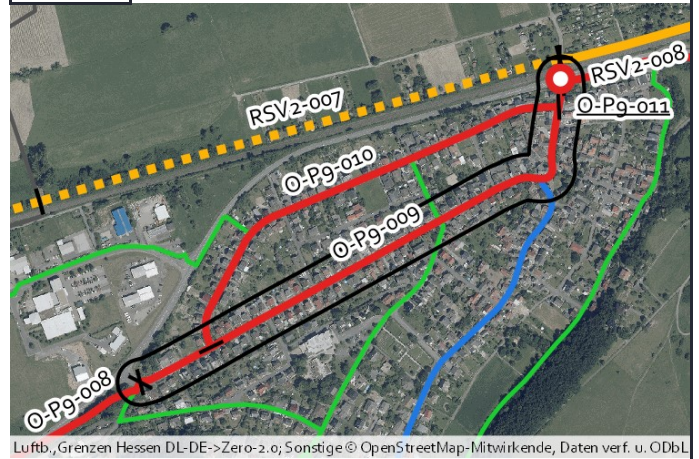 RSV2-007
RSV2-008
O-P9-011
O-P9-010
O-P9-009
O-P9-008
Luftb.,Grenzen Hessen DL-DE->Zero-2.0; Sonstige © OpenStreetMap-Mitwirkende, Daten verf. u. ODbL